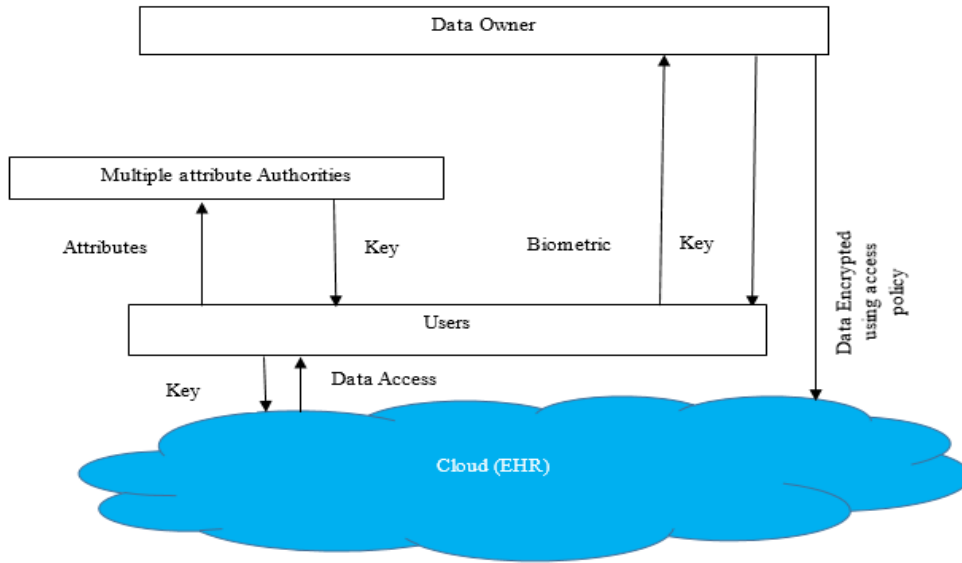 Data Owner
Multiple attribute Authorities
Attributes
Key
Biometric
Key
Data Encrypted
using access
policy
Users
Key
Data Access
Cloud (EHR)